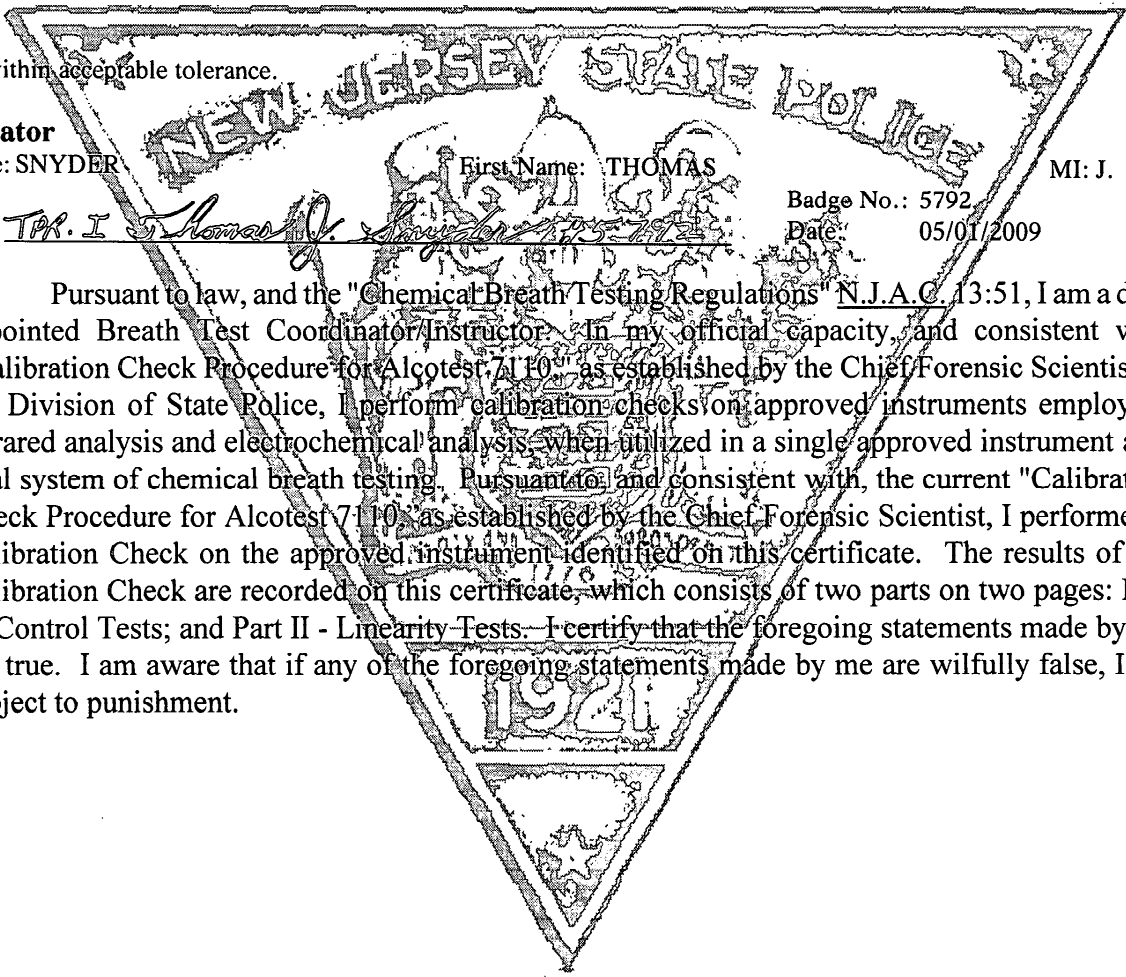 NEW JERSEY STATE POLICE
within acceptable tolerance.
ator
e: SNYDER First Name: THOMAS MI: J.
Badge No.: 5792
TPR. I Thomas J. Snyder
Date: 05/01/2009
Pursuant to law, and the "Chemical Breath Testing Regulations" N.J.A.C. 13:51, I am a d
pointed Breath Test Coordinator/Instructor. In my official capacity, and consistent w
alibration Check Procedure for Alcotest 7110," as established by the Chief Forensic Scientis
Division of State Police, I perform calibration checks on approved instruments employ
rared analysis and electrochemical analysis, when utilized in a single approved instrument a
al system of chemical breath testing. Pursuant to, and consistent with, the current "Calibrat
eck Procedure for Alcotest 7110," as established by the Chief Forensic Scientist, I performe
libration Check on the approved instrument identified on this certificate. The results of
libration Check are recorded on this certificate, which consists of two parts on two pages: P
Control Tests; and Part II - Linearity Tests. I certify that the foregoing statements made by
true. I am aware that if any of the foregoing statements made by me are wilfully false, I
ject to punishment.
1921